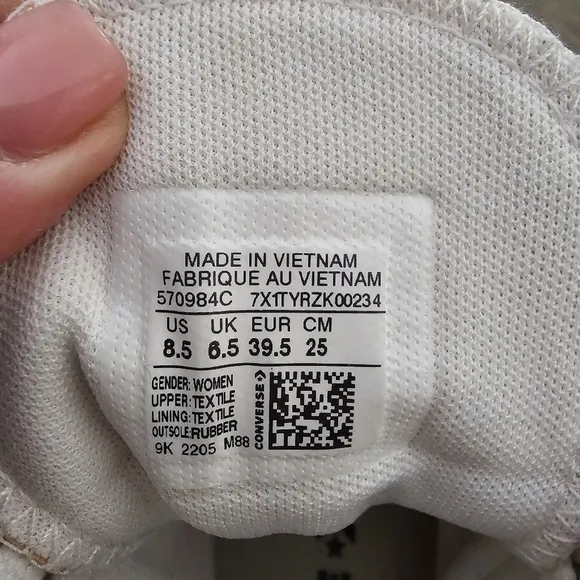 MADE IN VIETNAM
FABRIQUE AU VIETNAM
570984C 7X1TYRZK00234
US UK EUR CM
8.5 6.5 39.5 25
GENDER: WOMEN
UPPER: TEXTILE
LINING: TEXTILE
OUTSOLE: RUBBER
9K 2205 M88
CONVERSE